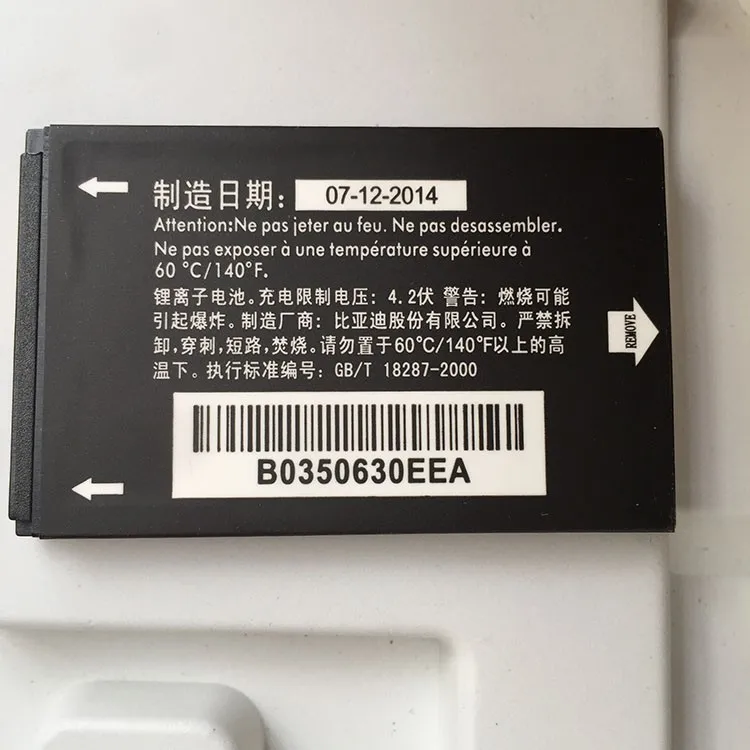 制造日期: 07-12-2014
Attention:Ne pas jeter au feu. Ne pas desassembler.
Ne pas exposer à une température supérieure à
60 °C/140°F.
锂离子电池。充电限制电压: 4.2伏 警告: 燃烧可能
引起爆炸。制造厂商: 比亚迪股份有限公司。严禁拆
卸,穿刺,短路,焚烧。请勿置于60°C/140°F以上的高
温下。执行标准编号: GB/T 18287-2000
REMOVE
B0350630EEA